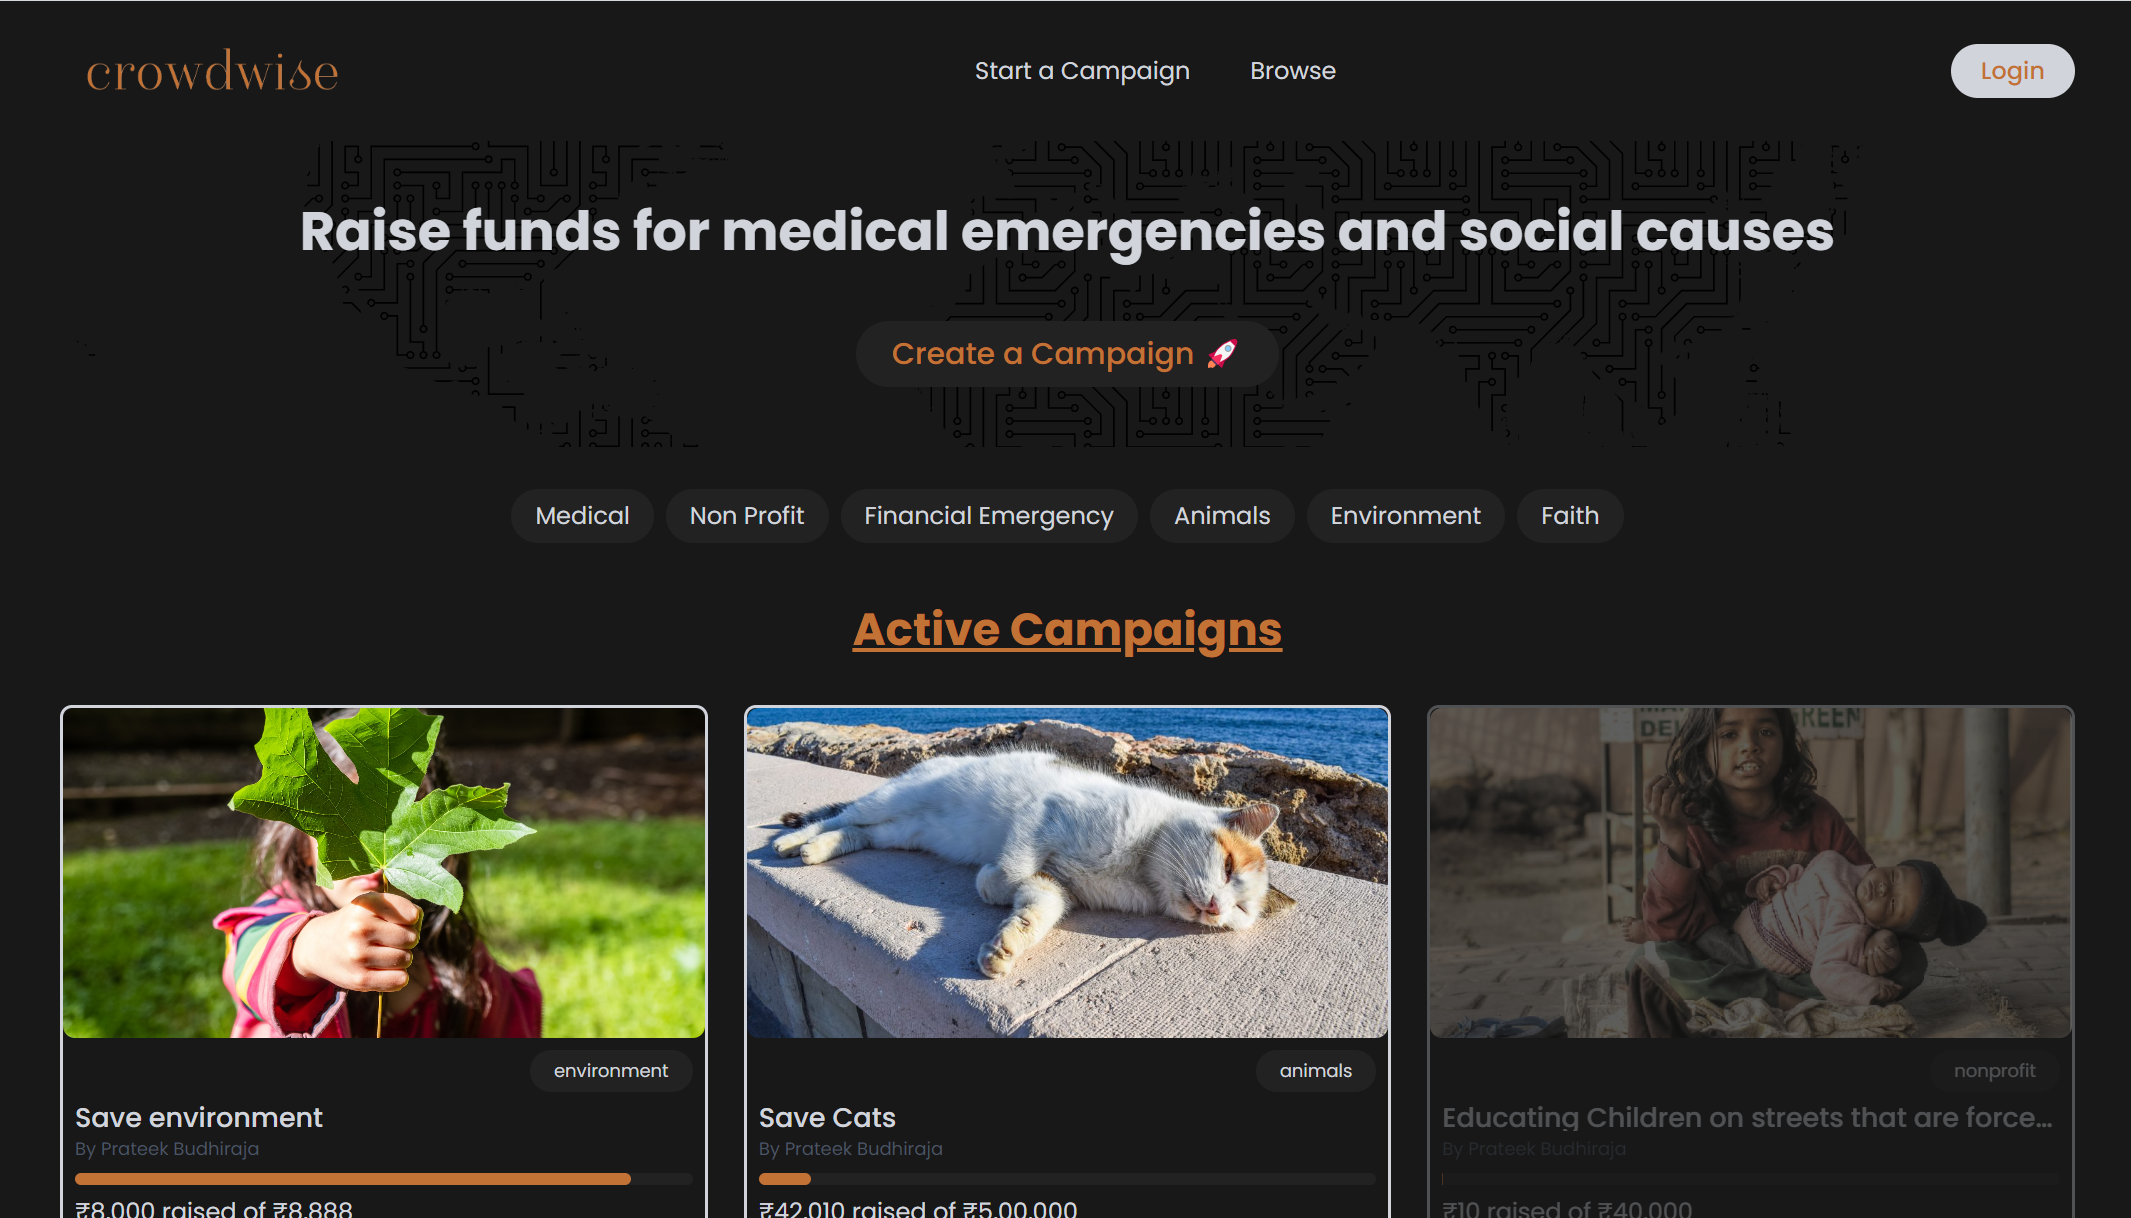 crowdwise
Start a Campaign
Browse
Login
Raise funds for medical emergencies and social causes
Create a Campaign 🚀
Medical
Non Profit
Financial Emergency
Animals
Environment
Faith
Active Campaigns
environment
Save environment
By Prateek Budhiraja
₹8,000 raised of ₹8,888
animals
Save Cats
By Prateek Budhiraja
₹42,010 raised of ₹5,00,000
nonprofit
Educating Children on streets that are force...
By Prateek Budhiraja
₹10 raised of ₹40,000